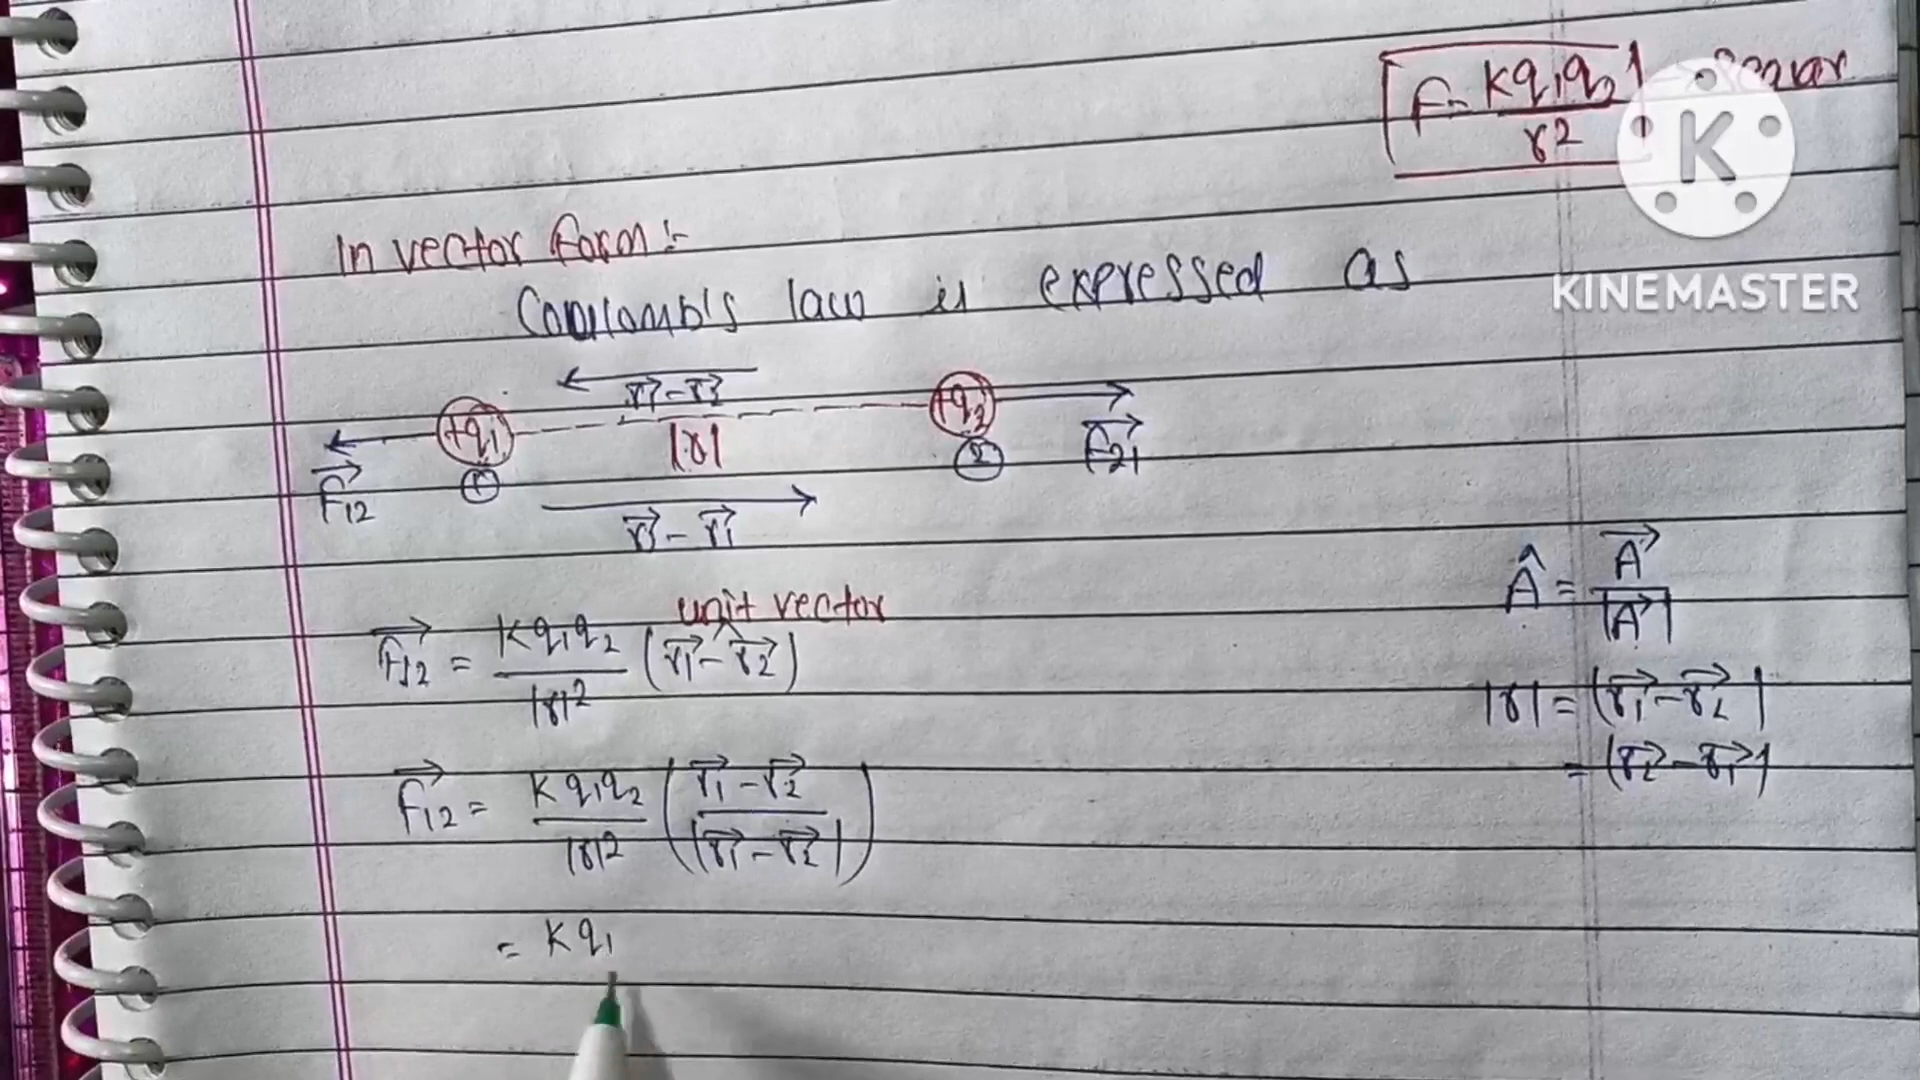 F = Kq₁q₂ / r²
K
KINEMASTER
In vector form:-
Coulomb's law is expressed as
r₁⃗ - r₂⃗
+q₁ |r| +q₂
F₁₂⃗ 1 2 F₂₁⃗
r₂⃗ - r₁⃗
unit vector
F₁₂⃗ = Kq₁q₂ / |r|² (r₁⃗ - r₂⃗)
F₁₂⃗ = Kq₁q₂ / |r|² ( r₁⃗ - r₂⃗ / |r₁⃗ - r₂⃗| )
= Kq₁
Â = A⃗ / |A⃗|
|r| = |r₁⃗ - r₂⃗|
= |r₂⃗ - r₁⃗|